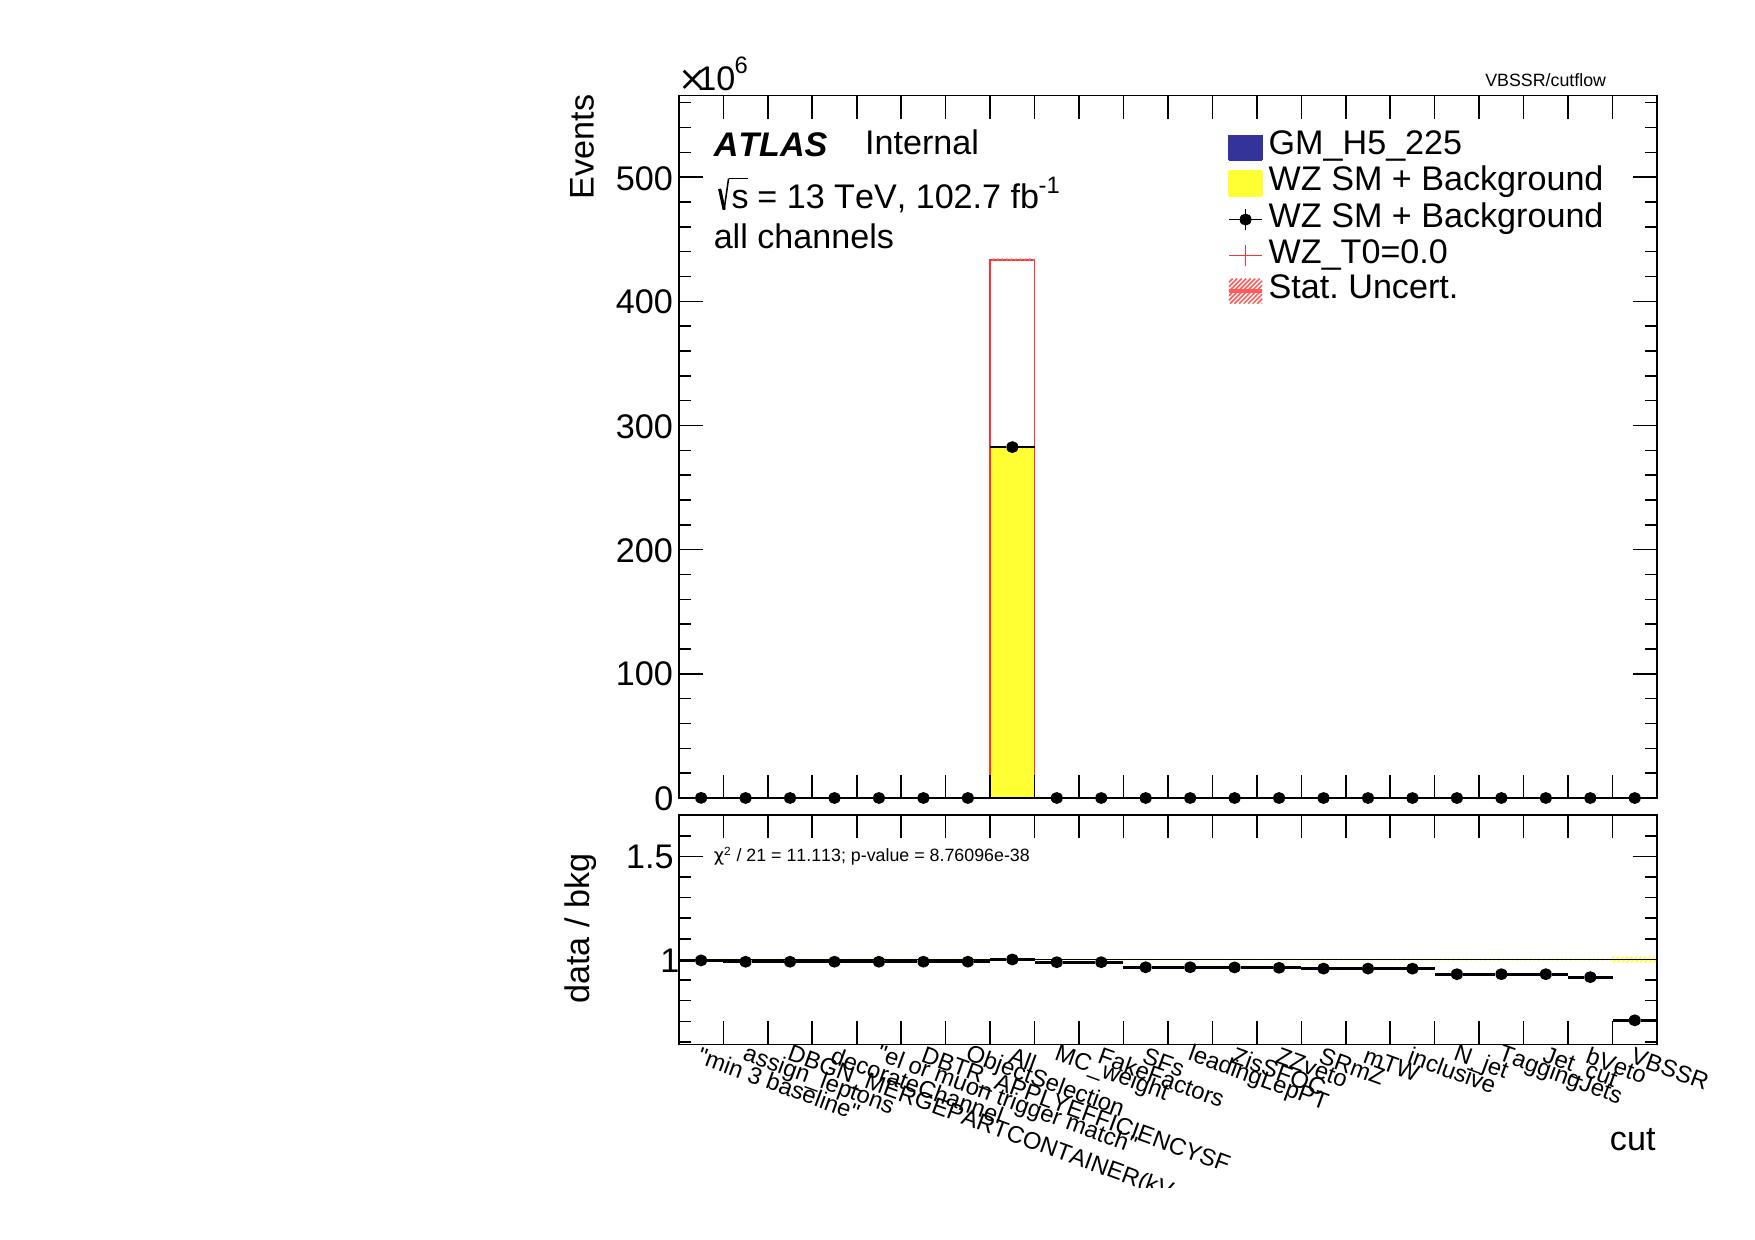 ×10⁶
VBSSR/cutflow
Events
ATLAS Internal
√s = 13 TeV, 102.7 fb⁻¹
all channels
GM_H5_225
WZ SM + Background
WZ SM + Background
WZ_T0=0.0
Stat. Uncert.
500
400
300
200
100
0
data / bkg
1.5
1
χ² / 21 = 11.113; p-value = 8.76096e-38
"min 3 baseline"
assign_leptons
DBGN_MERGEPARTCONTAINER(kV
decorateChannel
"el or muon trigger match"
DBTR_APPLYEFFICIENCYSF
ObjectSelection
All
MC_weight
FakeFactors
SFs
leadingLepPT
ZisSFOC
ZZveto
SRmZ
mTW
inclusive
N_jet
TaggingJets
Jet_cut
bVeto
VBSSR
cut